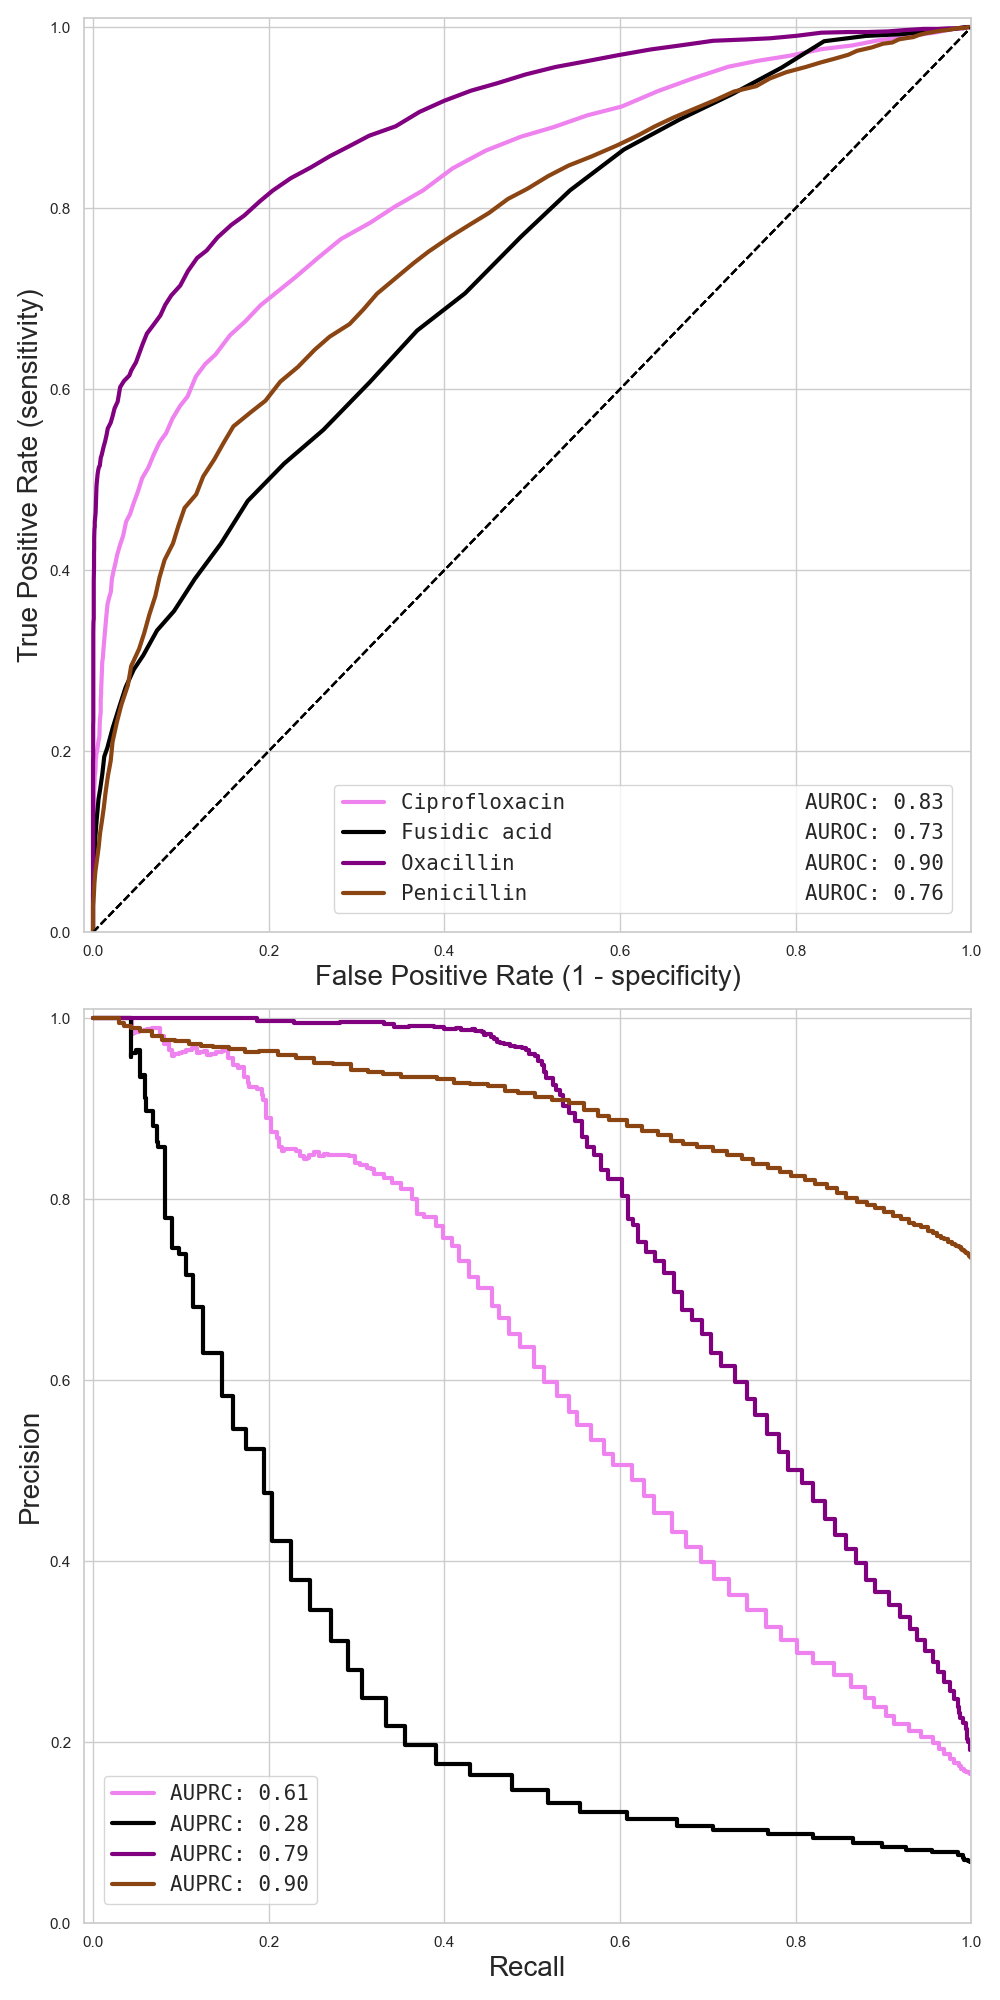 1.0
0.8
0.6
0.4
0.2
0.0
True Positive Rate (sensitivity)
Ciprofloxacin AUROC: 0.83
Fusidic acid AUROC: 0.73
Oxacillin AUROC: 0.90
Penicillin AUROC: 0.76
0.0 0.2 0.4 0.6 0.8 1.0
False Positive Rate (1 - specificity)
1.0
0.8
0.6
0.4
0.2
0.0
Precision
AUPRC: 0.61
AUPRC: 0.28
AUPRC: 0.79
AUPRC: 0.90
0.0 0.2 0.4 0.6 0.8 1.0
Recall